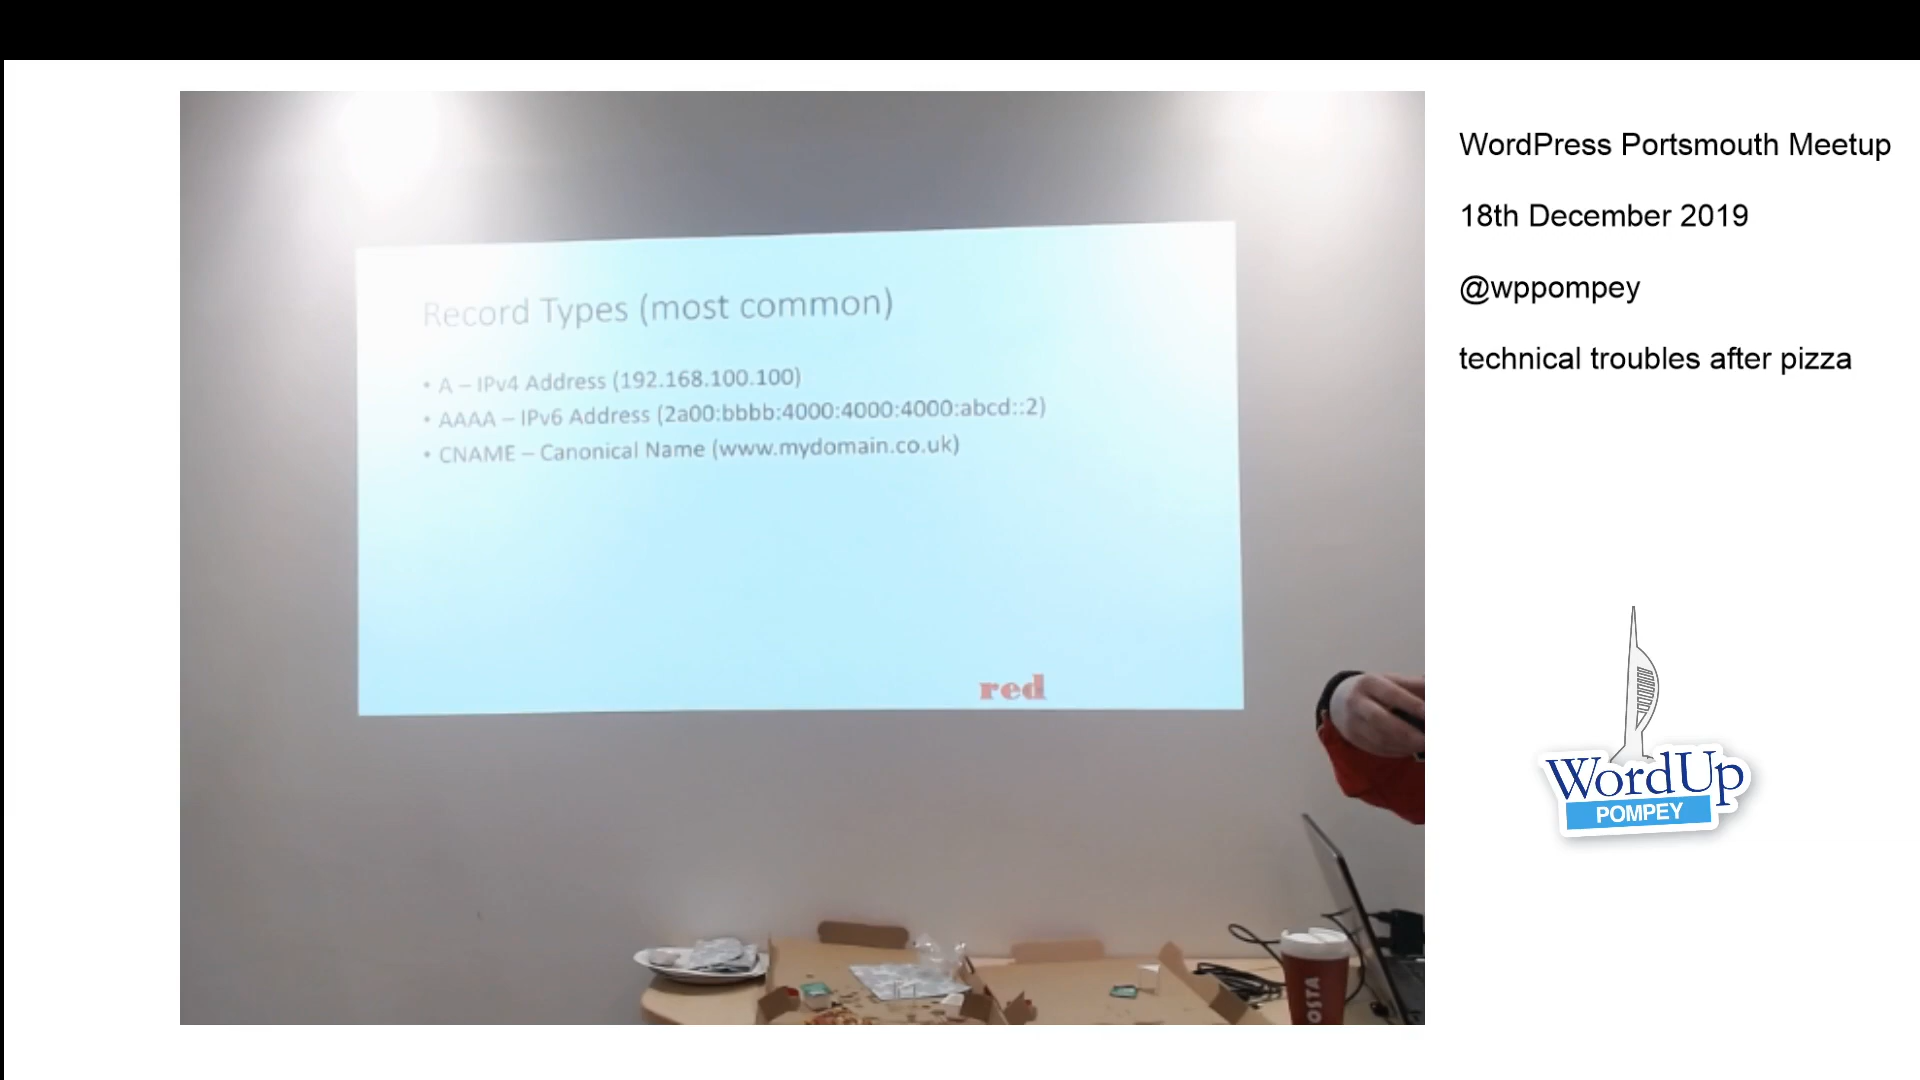 Record Types (most common)
• A – IPv4 Address (192.168.100.100)
• AAAA – IPv6 Address (2a00:bbbb:4000:4000:4000:abcd::2)
• CNAME – Canonical Name (www.mydomain.co.uk)
red
OSTA
WordPress Portsmouth Meetup
18th December 2019
@wppompey
technical troubles after pizza
WordUp
POMPEY